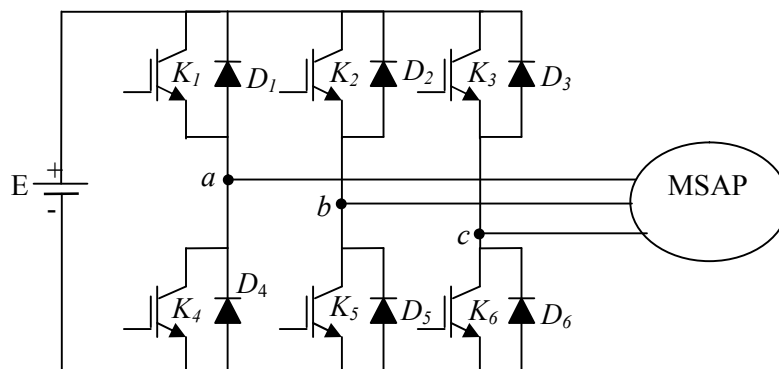 K1 D1 K2 D2 K3 D3
+
E
-
a
b
c
MSAP
K4 D4 K5 D5 K6 D6